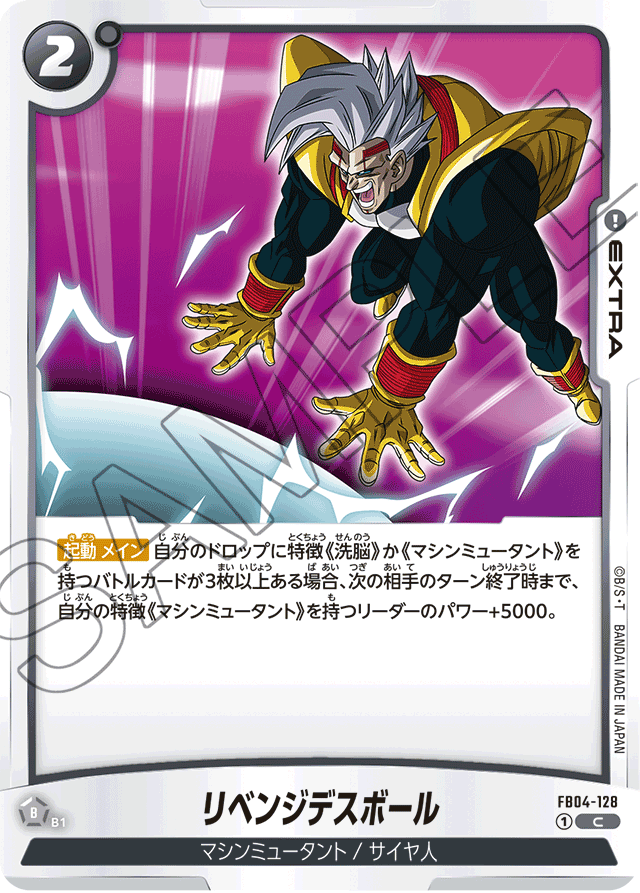 2
! EXTRA
SAMPLE
起動 メイン 自分のドロップに特徴《洗脳》か《マシンミュータント》を
持つバトルカードが3枚以上ある場合、次の相手のターン終了時まで、
自分の特徴《マシンミュータント》を持つリーダーのパワー+5000。
©B/S・T BANDAI MADE IN JAPAN
リベンジデスボール
FB04-128
B B1
1 C
マシンミュータント / サイヤ人